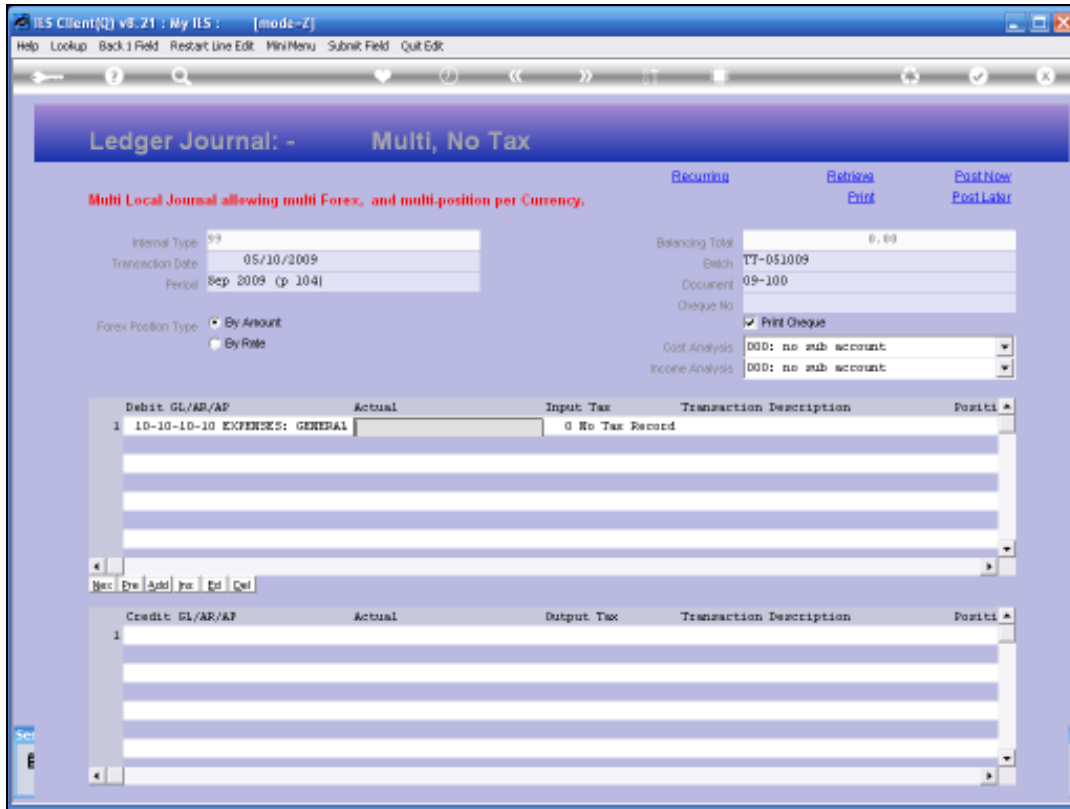 IES Client(Q) v8.21 : My IES : [mode-Z]
Help Lookup Back 1 Field Restart Line Edit MiniMenu Submit Field Quit Edit
Ledger Journal: - Multi, No Tax
Recurring Retrieve Post Now
Multi Local Journal allowing multi Forex, and multi-position per Currency. Print Post Later
Internal Type 99 Balancing Total 0.00
Transaction Date 05/10/2009 Batch TT-051009
Period Sep 2009 (p 104) Document 09-100
Cheque No
Forex Position Type By Amount Print Cheque
By Rate Cost Analysis 000: no sub account
Income Analysis 000: no sub account
Debit GL/AR/AP Actual Input Tax Transaction Description Positi
1 10-10-10-10 EXPENSES: GENERAL 0 No Tax Record
Nex Pre Add Ins Ed Del
Credit GL/AR/AP Actual Output Tax Transaction Description Positi
1
Ser